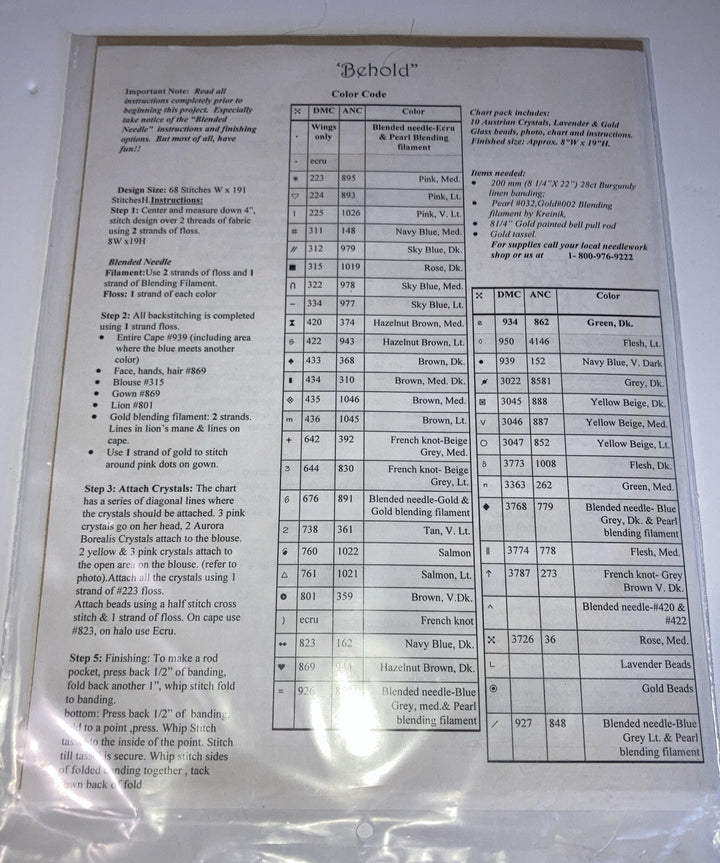 'Behold"
Important Note: Read all
instructions completely prior to
beginning this project. Especially
take notice of the "Blended
Needle" instructions and finishing
options. But most of all, have
fun!!
Design Size: 68 Stitches W x 191
StitchesH.Instructions:
Step 1: Center and measure down 4",
stitch design over 2 threads of fabric
using 2 strands of floss.
8W x19H
Blended Needle
Filament:Use 2 strands of floss and 1
strand of Blending Filament.
Floss: 1 strand of each color
Step 2: All backstitching is completed
using 1 strand floss.
• Entire Cape #939 (including area
where the blue meets another
color)
• Face, hands, hair #869
• Blouse #315
• Gown #869
• Lion #801
• Gold blending filament: 2 strands.
Lines in lion's mane & lines on
cape.
• Use 1 strand of gold to stitch
around pink dots on gown.
Step 3: Attach Crystals: The chart
has a series of diagonal lines where
the crystals should be attached. 3 pink
crystals go on her head, 2 Aurora
Borealis Crystals attach to the blouse.
2 yellow & 3 pink crystals attach to
the open area on the blouse. (refer to
photo).Attach all the crystals using 1
strand of #223 floss.
Attach beads using a half stitch cross
stitch & 1 strand of floss. On cape use
#823, on halo use Ecru.
Step 5: Finishing: To make a rod
pocket, press back 1/2" of banding,
fold back another 1", whip stitch fold
to banding.
bottom: Press back 1/2" of banding,
to a point ,press. Whip Stitch
to the inside of the point. Stitch
till is secure. Whip stitch sides
of folded together , tack
back of fold
Color Code
DMC ANC Color
· Wings only Blended needle-Ecru & Pearl Blending filament
· ecru
* 223 895 Pink, Med.
♡ 224 893 Pink, Lt.
| 225 1026 Pink, V. Lt.
# 311 148 Navy Blue, Med.
// 312 979 Sky Blue, Dk.
■ 315 1019 Rose, Dk.
∩ 322 978 Sky Blue, Med.
– 334 977 Sky Blue, Lt.
420 374 Hazelnut Brown, Med.
422 943 Hazelnut Brown, Lt.
♠ 433 368 Brown, Dk.
▮ 434 310 Brown, Med. Dk.
435 1046 Brown, Med.
m 436 1045 Brown, Lt.
+ 642 392 French knot-Beige Grey, Med.
3 644 830 French knot- Beige Grey, Lt.
6 676 891 Blended needle-Gold & Gold blending filament
2 738 361 Tan, V. Lt.
760 1022 Salmon
△ 761 1021 Salmon, Lt.
801 359 Brown, V.Dk.
) ecru French knot
↔ 823 162 Navy Blue, Dk.
♥ 869 Hazelnut Brown, Dk.
= 926 Blended needle-Blue Grey, med.& Pearl blending filament
Chart pack includes:
10 Austrian Crystals, Lavender & Gold
Glass beads, photo, chart and instructions.
Finished size: Approx. 8"W x 19"H.
Items needed:
• 200 mm (8 1/4"X 22") 28ct Burgundy
linen banding;
• Pearl #032,Gold#002 Blending
filament by Kreinik,
• 81/4" Gold painted bell pull rod
• Gold tassel.
For supplies call your local needlework
shop or us at 1- 800-976-9222
DMC ANC Color
934 862 Green, Dk.
○ 950 4146 Flesh, Lt.
• 939 152 Navy Blue, V. Dark
3022 8581 Grey, Dk.
⊠ 3045 888 Yellow Beige, Dk.
v 3046 887 Yellow Beige, Med.
○ 3047 852 Yellow Beige, Lt.
3773 1008 Flesh, Dk.
n 3363 262 Green, Med.
◆ 3768 779 Blended needle- Blue Grey, Dk. & Pearl blending filament
|| 3774 778 Flesh, Med.
↑ 3787 273 French knot- Grey Brown V. Dk.
^ Blended needle-#420 & #422
3726 36 Rose, Med.
L Lavender Beads
⊙ Gold Beads
/ 927 848 Blended needle-Blue Grey Lt. & Pearl blending filament